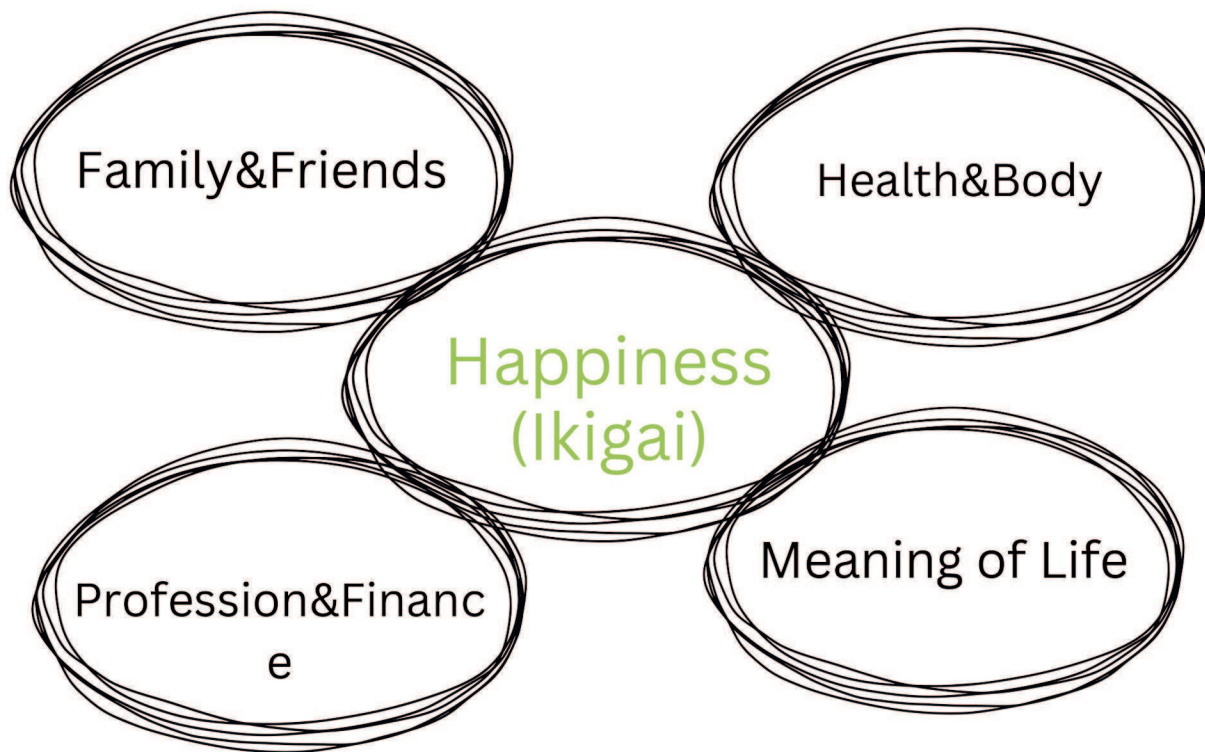 Family&Friends
Health&Body
Happiness
(Ikigai)
Profession&Financ
e
Meaning of Life